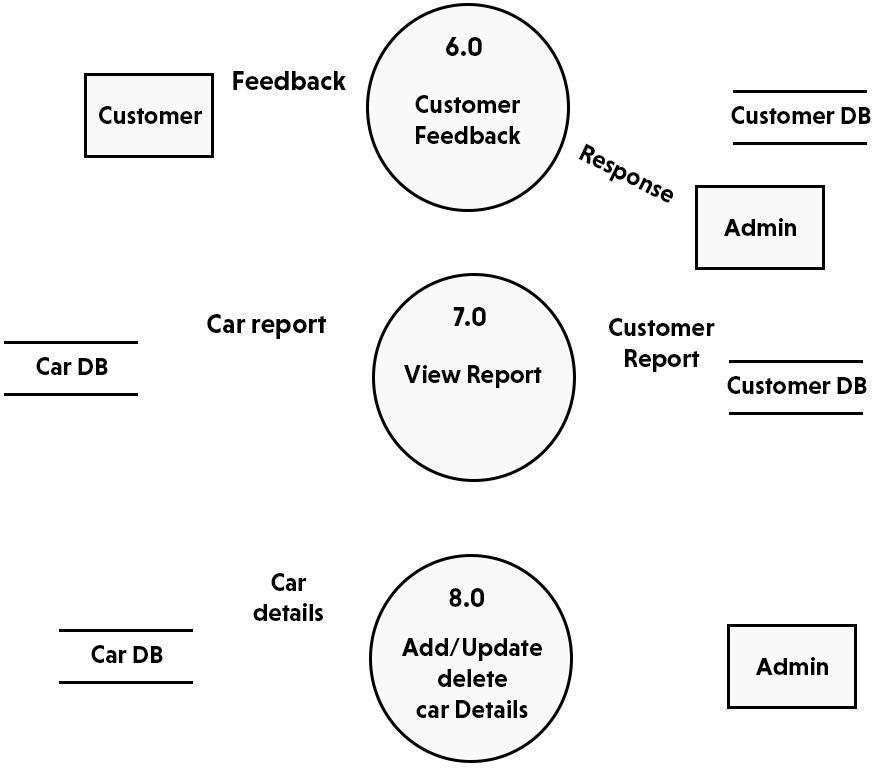 6.0
Feedback
Customer
Customer
Feedback
Customer DB
Response
Admin
7.0
Car report
Customer
Report
Car DB
View Report
Customer DB
Car
details
8.0
Car DB
Add/Update
delete
car Details
Admin